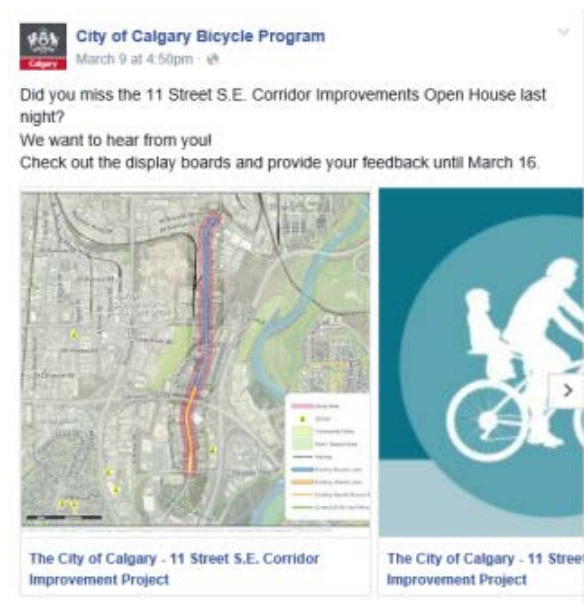 City of Calgary Bicycle Program
Calgary
March 9 at 4:50pm ·
Did you miss the 11 Street S.E. Corridor Improvements Open House last
night?
We want to hear from you!
Check out the display boards and provide your feedback until March 16.
The City of Calgary - 11 Street S.E. Corridor
Improvement Project
The City of Calgary - 11 Stree
Improvement Project